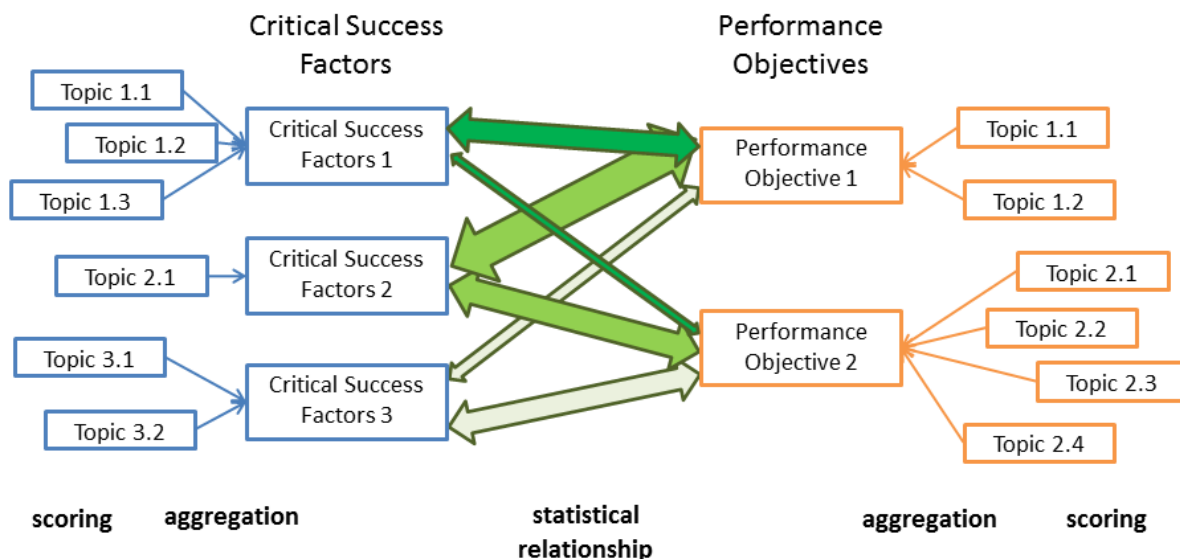 Critical Success
Factors
Performance
Objectives
Topic 1.1
Topic 1.2
Topic 1.3
Critical Success
Factors 1
Performance
Objective 1
Topic 1.1
Topic 1.2
Topic 2.1
Critical Success
Factors 2
Topic 3.1
Topic 3.2
Critical Success
Factors 3
Performance
Objective 2
Topic 2.1
Topic 2.2
Topic 2.3
Topic 2.4
scoring
aggregation
statistical
relationship
aggregation
scoring